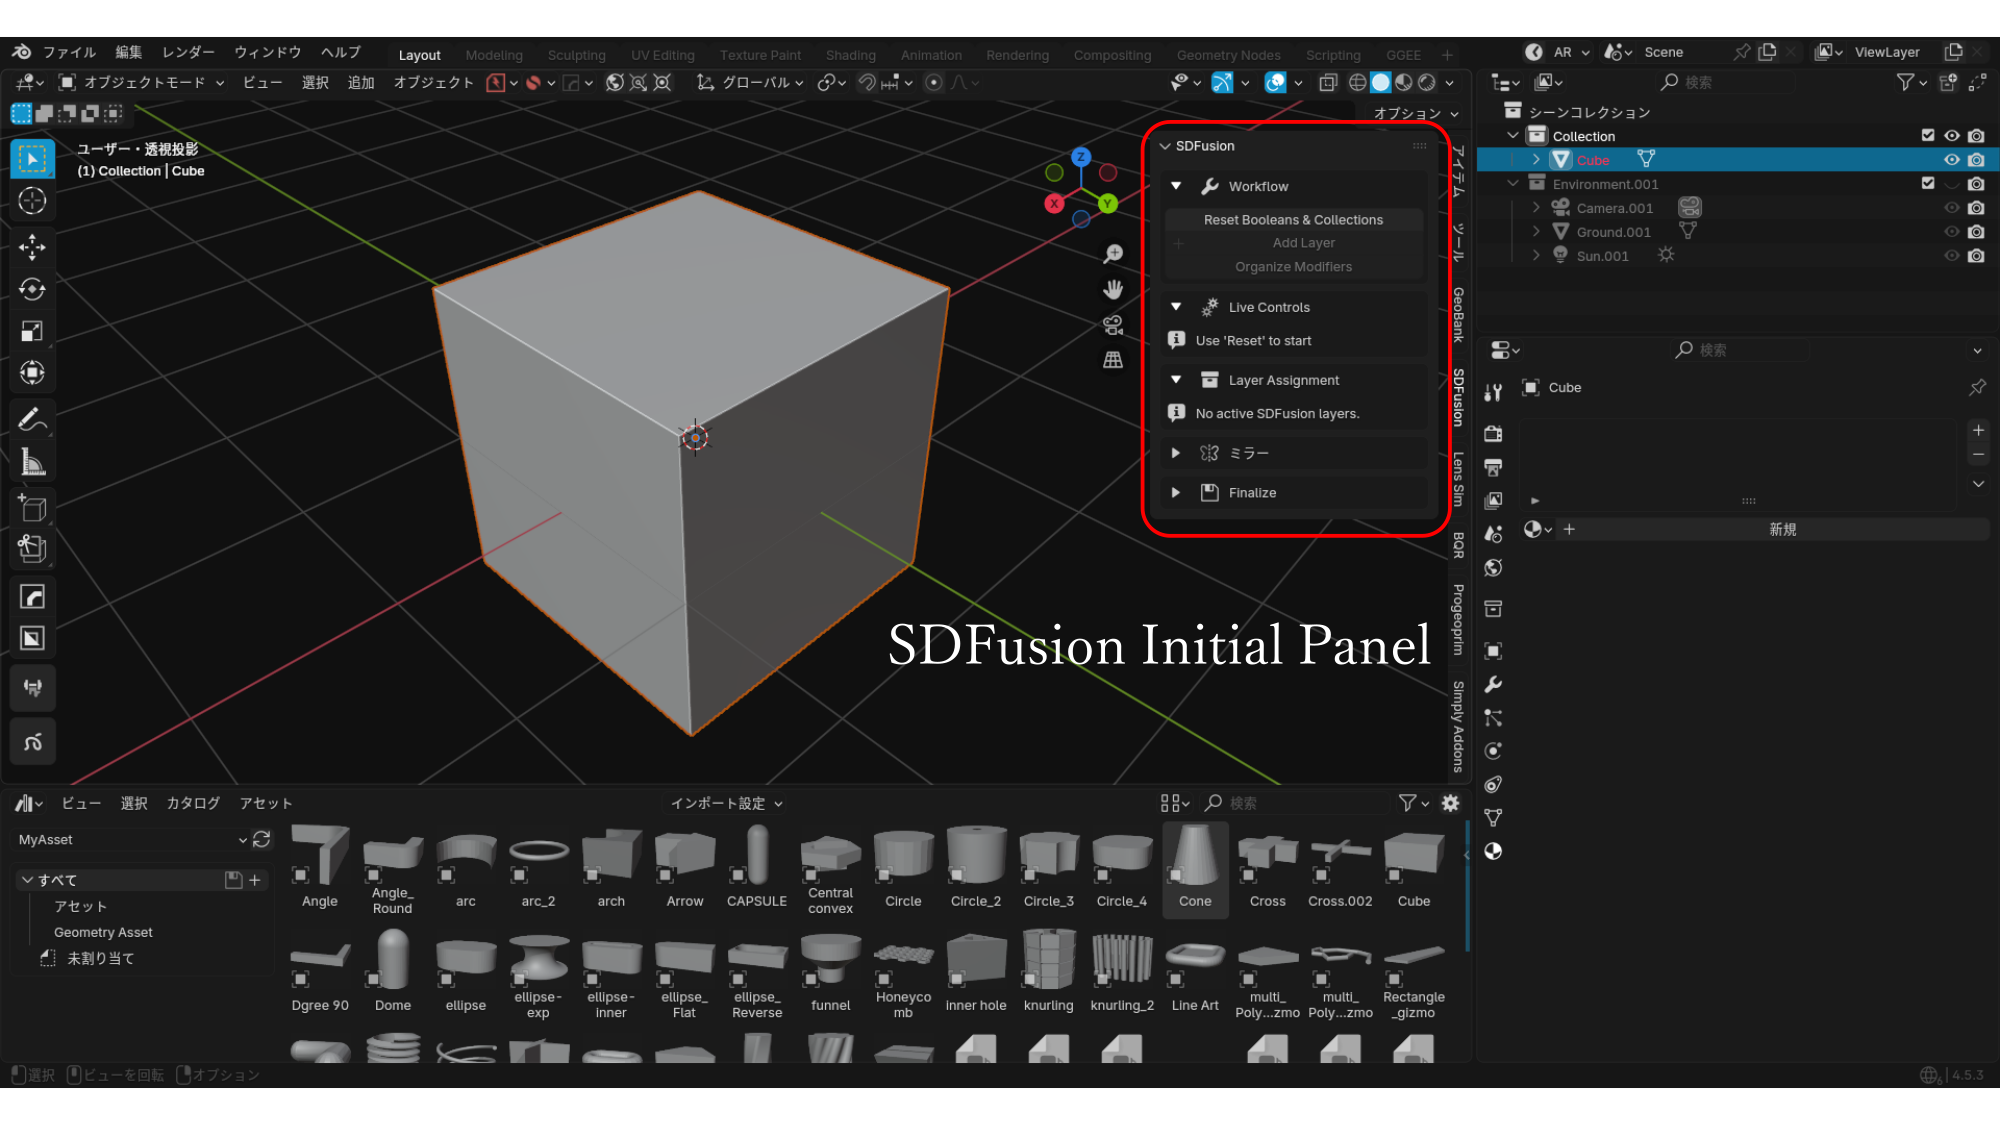 ファイル 編集 レンダー ウィンドウ ヘルプ Layout Modeling Sculpting UV Editing Texture Paint Shading Animation Rendering Compositing Geometry Nodes Scripting GGEE + AR Scene ViewLayer
オブジェクトモード ビュー 選択 追加 オブジェクト グローバル 検索
オプション
シーンコレクション
Collection
Cube
Environment.001
Camera.001
Ground.001
Sun.001
ユーザー・透視投影
(1) Collection | Cube
Z
X
Y
SDFusion
Workflow
Reset Booleans & Collections
Add Layer
Organize Modifiers
Live Controls
Use 'Reset' to start
Layer Assignment
No active SDFusion layers.
ミラー
Finalize
アイテム
ツール
GeoBank
SDFusion
Lens Sim
BQR
Progeoprim
Simply Addons
SDFusion Initial Panel
検索
Cube
新規
ビュー 選択 カタログ アセット インポート設定 検索
MyAsset
すべて
アセット
Geometry Asset
未割り当て
Angle
Angle_
Round
arc
arc_2
arch
Arrow
CAPSULE
Central
convex
Circle
Circle_2
Circle_3
Circle_4
Cone
Cross
Cross.002
Cube
Dgree 90
Dome
ellipse
ellipse-
exp
ellipse-
inner
ellipse_
Flat
ellipse_
Reverse
funnel
Honeyco
mb
inner hole
knurling
knurling_2
Line Art
multi_
Poly...zmo
multi_
Poly...zmo
Rectangle
_gizmo
選択 ビューを回転 オプション
4.5.3